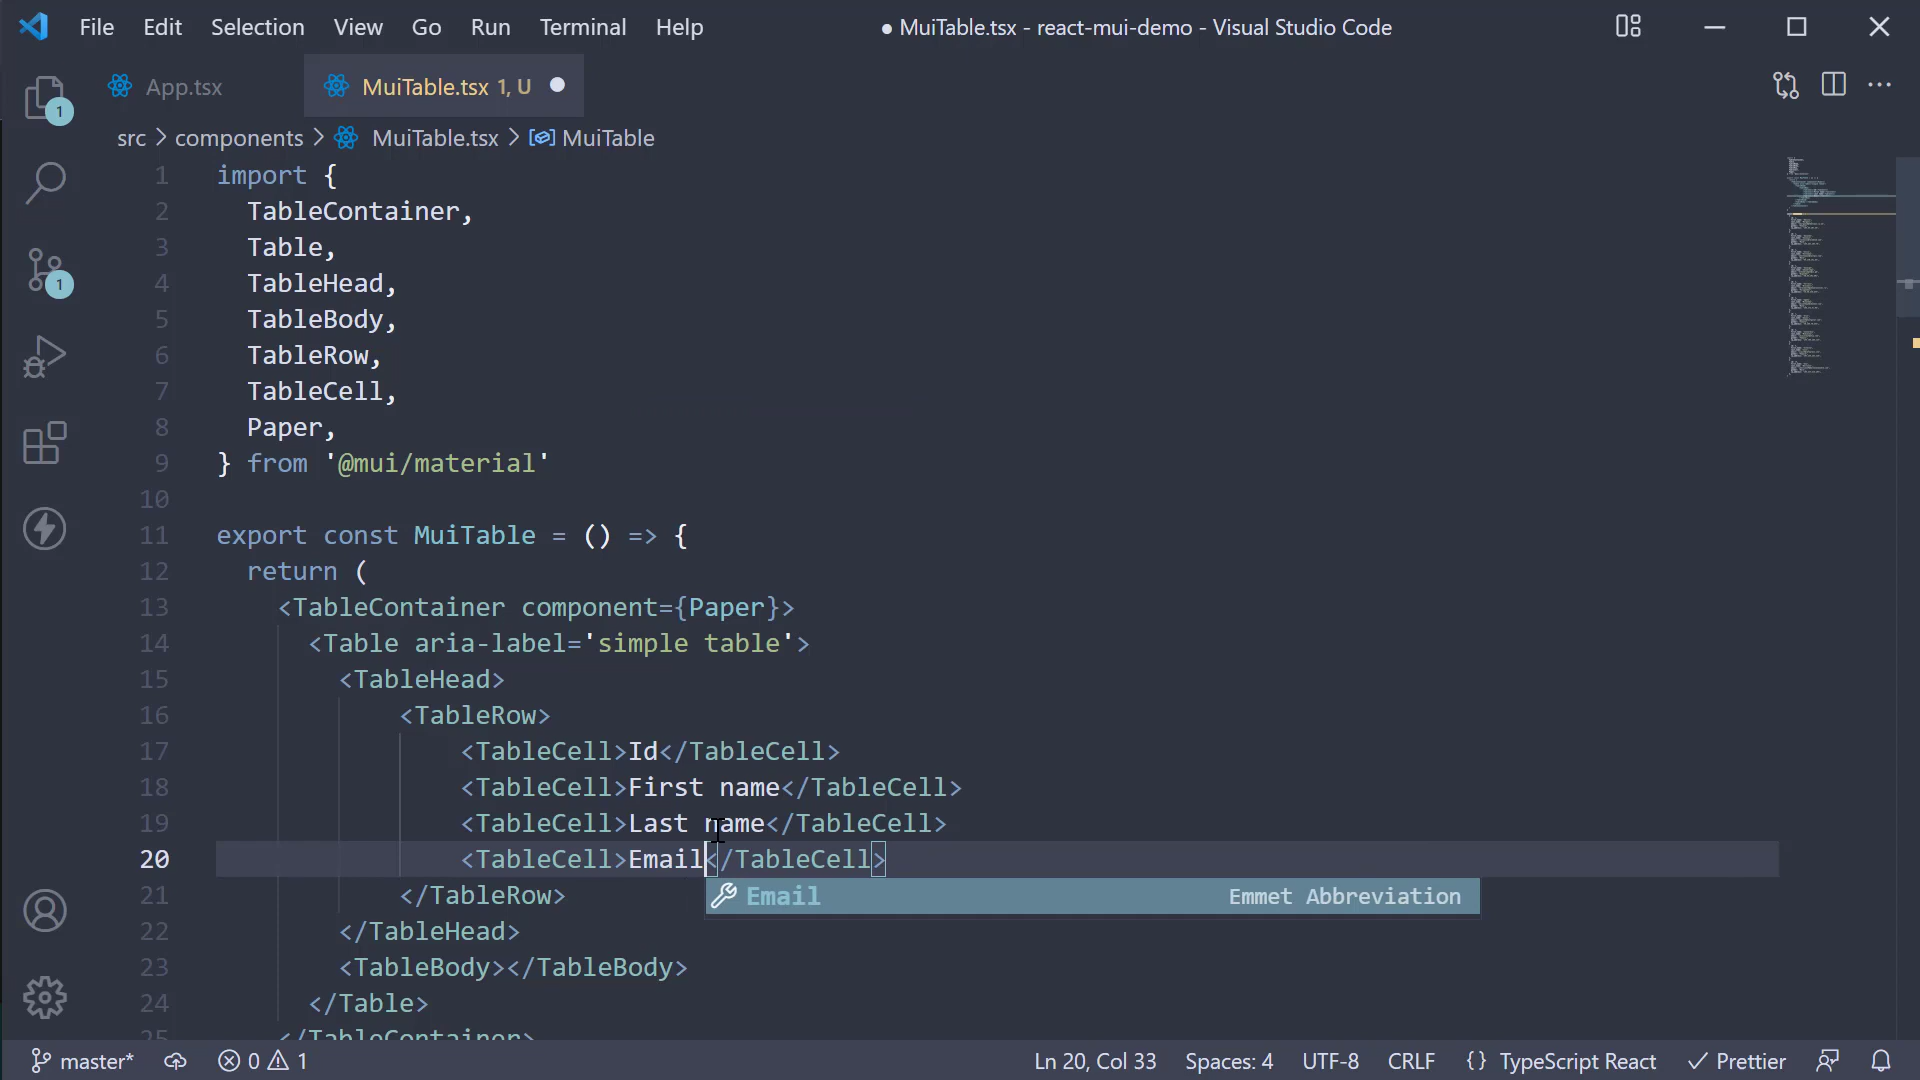 File Edit Selection View Go Run Terminal Help ● MuiTable.tsx - react-mui-demo - Visual Studio Code
App.tsx MuiTable.tsx 1, U
src > components > MuiTable.tsx > MuiTable
1
1
1 import {
2 TableContainer,
3 Table,
4 TableHead,
5 TableBody,
6 TableRow,
7 TableCell,
8 Paper,
9 } from '@mui/material'
10
11 export const MuiTable = () => {
12 return (
13 <TableContainer component={Paper}>
14 <Table aria-label='simple table'>
15 <TableHead>
16 <TableRow>
17 <TableCell>Id</TableCell>
18 <TableCell>First name</TableCell>
19 <TableCell>Last name</TableCell>
20 <TableCell>Email</TableCell>
21 </TableRow>
Email Emmet Abbreviation
22 </TableHead>
23 <TableBody></TableBody>
24 </Table>
25 </TableContainer>
master* 0 1 Ln 20, Col 33 Spaces: 4 UTF-8 CRLF {} TypeScript React ✓ Prettier